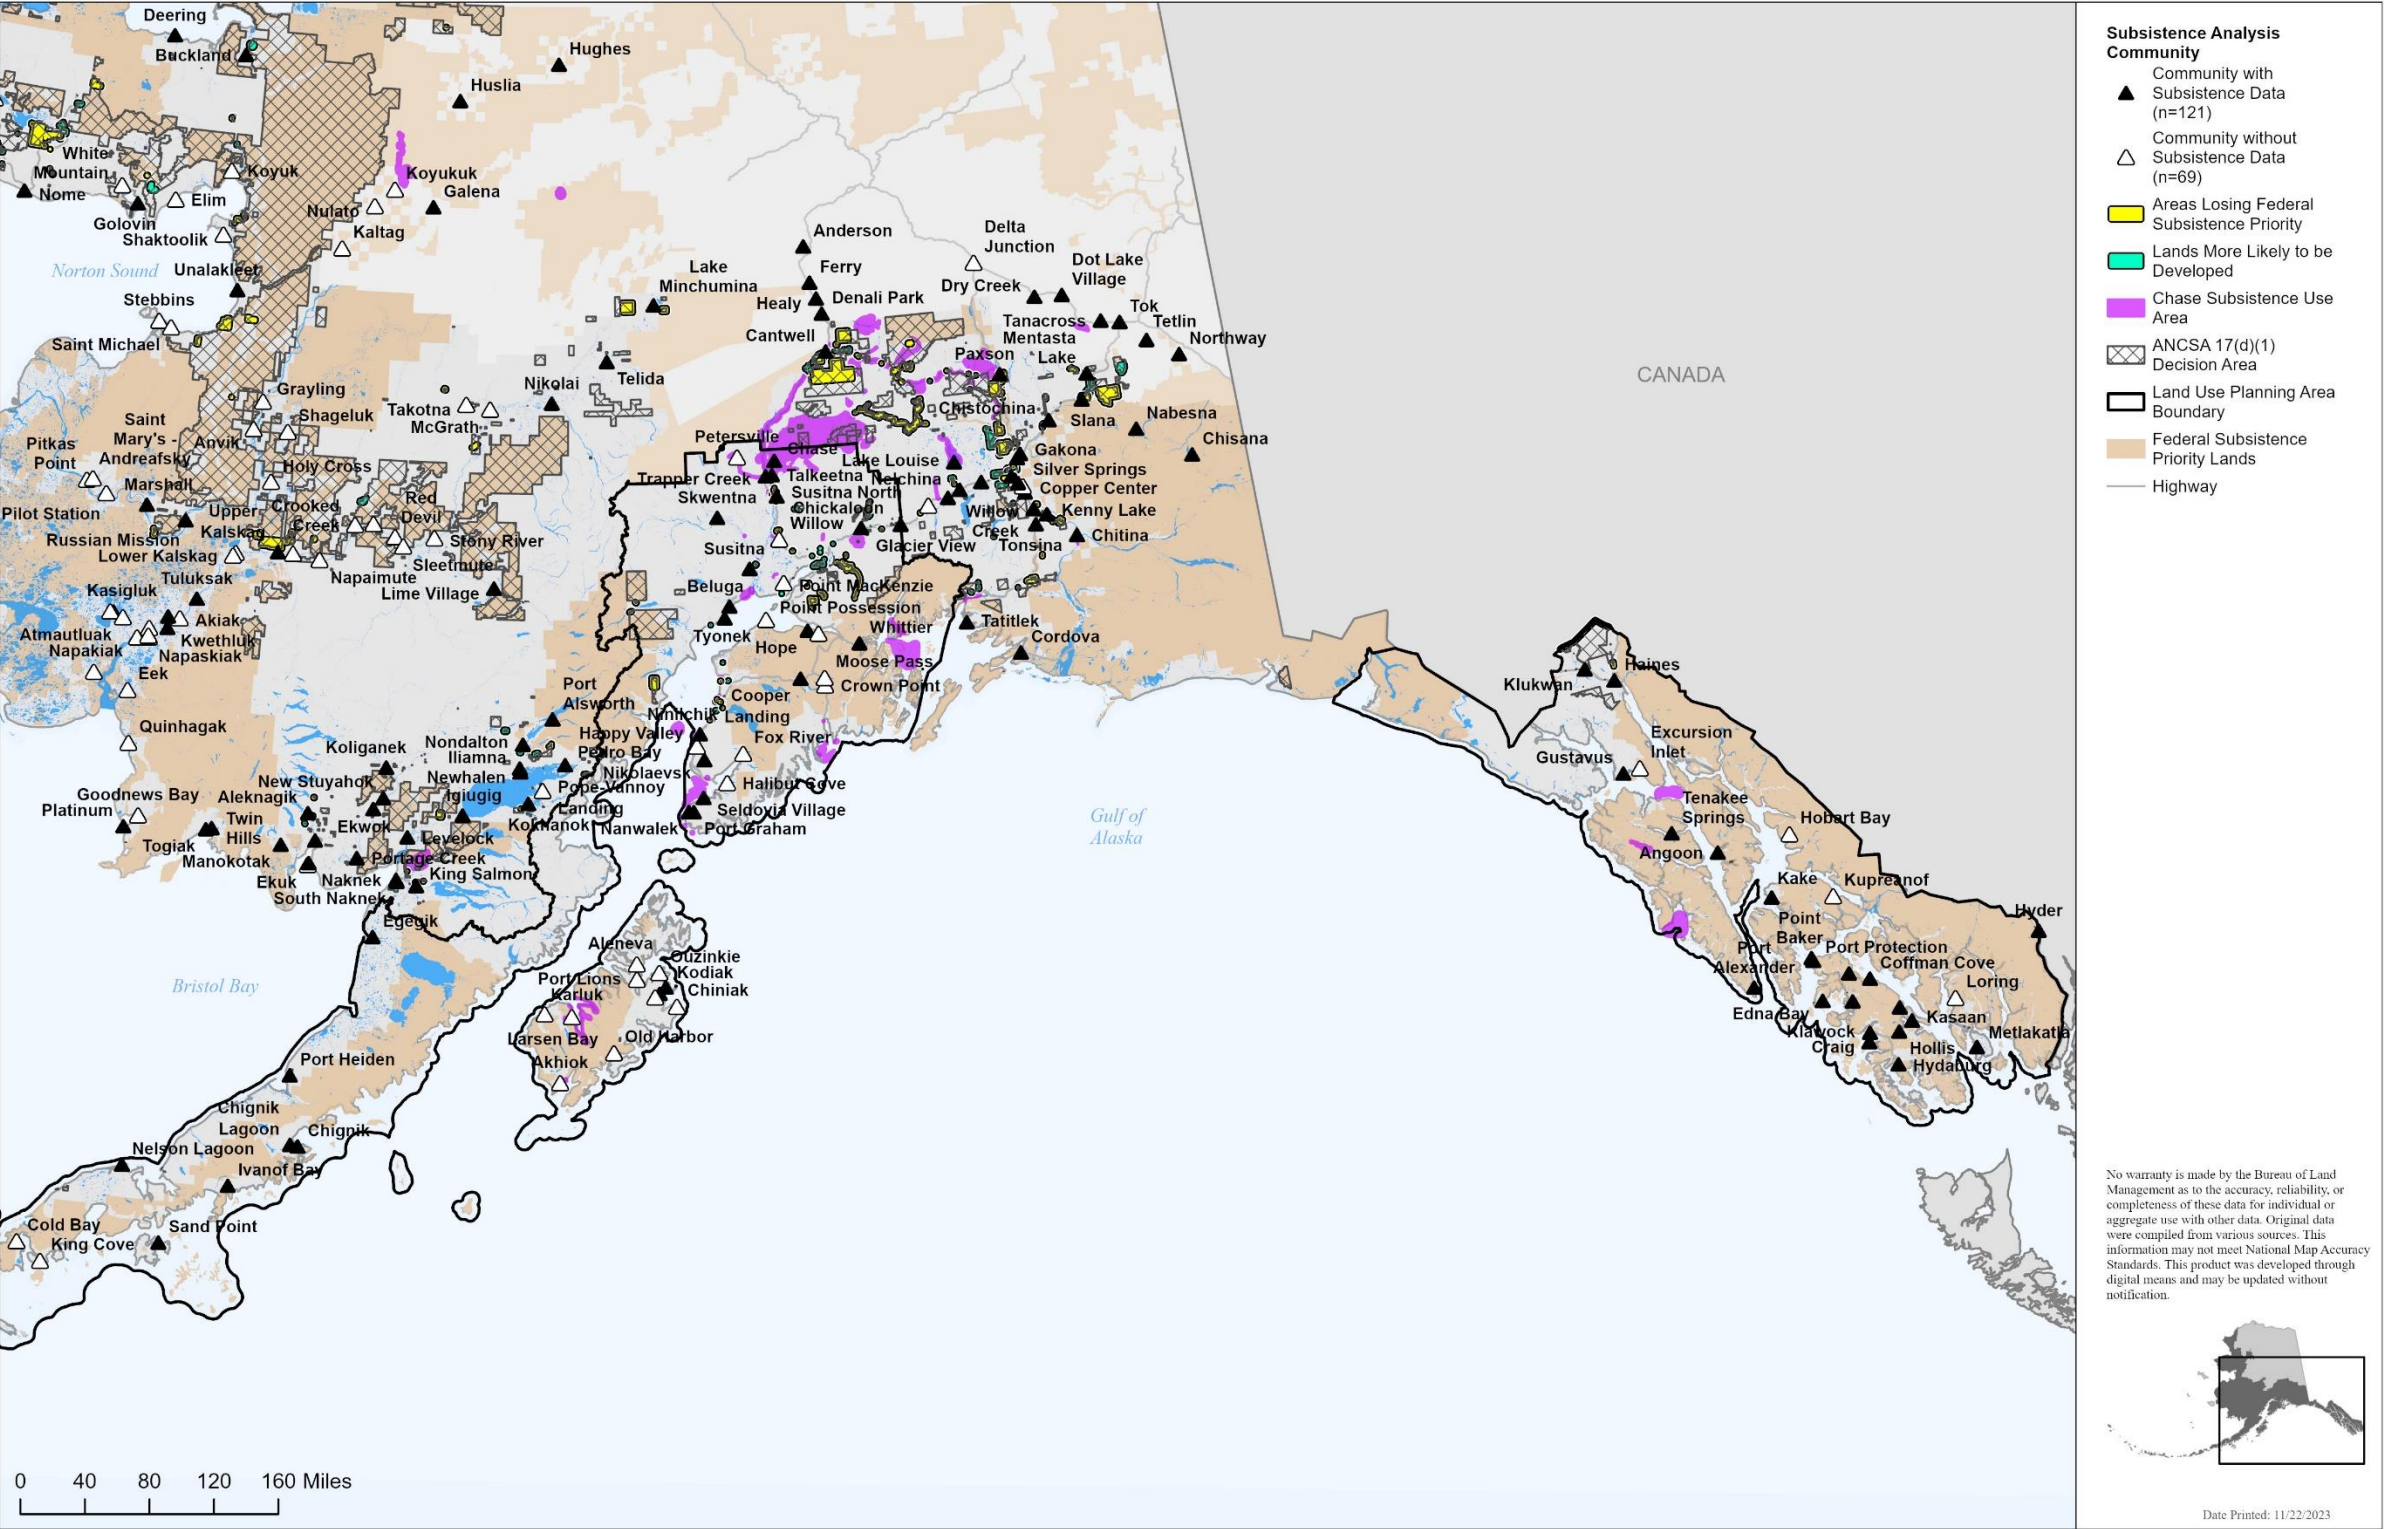 Deering
Buckland
Hughes
Huslia
White
Mountain
Nome
Golovin
Elim
Koyuk
Shaktoolik
Koyukuk
Galena
Nulato
Kaltag
Norton Sound
Unalakleet
Stebbins
Saint Michael
Anderson
Ferry
Healy
Denali Park
Cantwell
Lake
Minchumina
Delta
Junction
Dry Creek
Dot Lake
Village
Tok
Tanacross
Tetlin
Mentasta
Lake
Northway
Paxson
CANADA
Telida
Nikolai
Takotna
McGrath
Grayling
Shageluk
Anvik
Holy Cross
Saint
Mary's -
Andreafsky
Pitkas
Point
Marshall
Pilot Station
Russian Mission
Upper
Kalskag
Lower Kalskag
Crooked
Creek
Red
Devil
Stony River
Sleetmute
Napaimute
Lime Village
Tuluksak
Kasigluk
Akiak
Atmautluak
Kwethluk
Napakiak
Napaskiak
Eek
Quinhagak
Chistochina
Slana
Nabesna
Chisana
Petersville
Chase
Lake Louise
Gakona
Silver Springs
Trapper Creek
Talkeetna
Nelchina
Copper Center
Skwentna
Susitna North
Chickaloon
Willow
Willow
Creek
Kenny Lake
Susitna
Glacier View
Tonsina
Chitina
Beluga
Point MacKenzie
Point Possession
Tyonek
Whittier
Tatitlek
Hope
Cordova
Moose Pass
Cooper
Landing
Crown Point
Port
Alsworth
Ninilchik
Happy Valley
Fox River
Nondalton
Pedro Bay
Iliamna
Nikolaevsk
Newhalen
Pope-Vannoy
Landing
Halibut Cove
Igiugig
Kokhanok
Seldovia Village
Nanwalek
Port Graham
Koliganek
New Stuyahok
Goodnews Bay
Aleknagik
Platinum
Twin
Hills
Ekwok
Levelock
Togiak
Manokotak
Portage Creek
Ekuk
Naknek
King Salmon
South Naknek
Egegik
Bristol Bay
Gulf of
Alaska
Aleneva
Ouzinkie
Kodiak
Port Lions
Chiniak
Karluk
Larsen Bay
Old Harbor
Akhiok
Port Heiden
Chignik
Lagoon
Chignik
Nelson Lagoon
Ivanof Bay
Sand Point
Cold Bay
King Cove
Klukwan
Haines
Excursion
Inlet
Gustavus
Tenakee
Springs
Hobart Bay
Angoon
Kake
Kupreanof
Hyder
Point
Baker
Port
Alexander
Port Protection
Coffman Cove
Loring
Edna Bay
Kasaan
Klawock
Metlakatla
Craig
Hollis
Hydaburg
0 40 80 120 160 Miles
Subsistence Analysis
Community
Community with
Subsistence Data
(n=121)
Community without
Subsistence Data
(n=69)
Areas Losing Federal
Subsistence Priority
Lands More Likely to be
Developed
Chase Subsistence Use
Area
ANCSA 17(d)(1)
Decision Area
Land Use Planning Area
Boundary
Federal Subsistence
Priority Lands
Highway
No warranty is made by the Bureau of Land
Management as to the accuracy, reliability, or
completeness of these data for individual or
aggregate use with other data. Original data
were compiled from various sources. This
information may not meet National Map Accuracy
Standards. This product was developed through
digital means and may be updated without
notification.
Date Printed: 11/22/2023